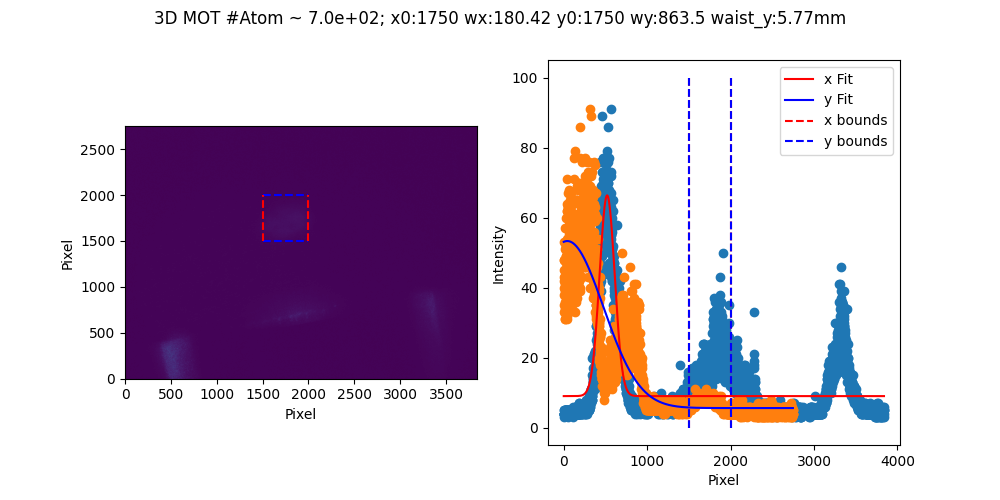 3D MOT #Atom ~ 7.0e+02; x0:1750 wx:180.42 y0:1750 wy:863.5 waist_y:5.77mm
2500
2000
1500
1000
500
0
Pixel
0 500 1000 1500 2000 2500 3000 3500
Pixel
100
80
60
40
20
0
Intensity
x Fit
y Fit
x bounds
y bounds
0 1000 2000 3000 4000
Pixel